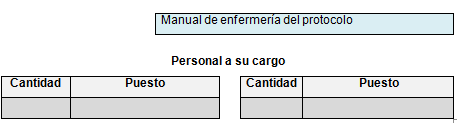 Manual de enfermería del protocolo
Personal a su cargo
Cantidad Puesto Cantidad Puesto